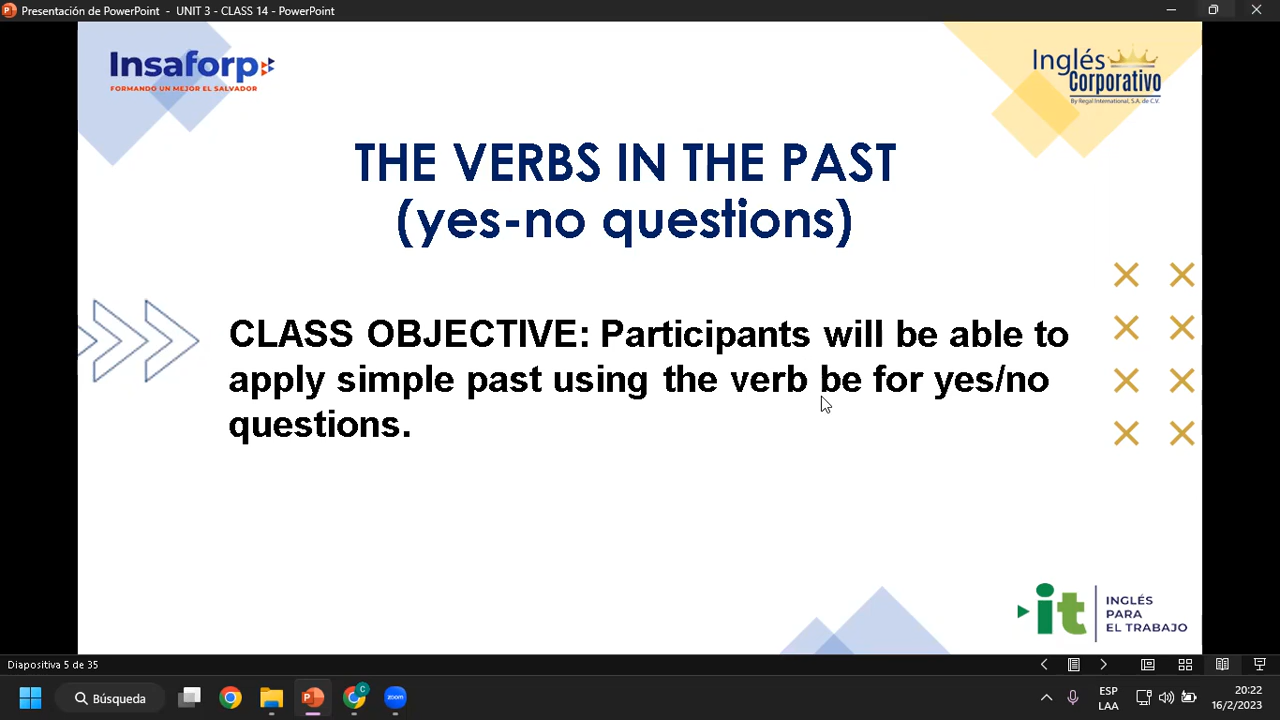 Presentación de PowerPoint - UNIT 3 - CLASS 14 - PowerPoint
Insaforp
FORMANDO UN MEJOR EL SALVADOR
Inglés
Corporativo
By Regal International, S.A. de C.V.
THE VERBS IN THE PAST
(yes-no questions)
CLASS OBJECTIVE: Participants will be able to
apply simple past using the verb be for yes/no
questions.
it
INGLÉS
PARA
EL TRABAJO
Diapositiva 5 de 35
Búsqueda
C
zoom
ESP
LAA
20:22
16/2/2023